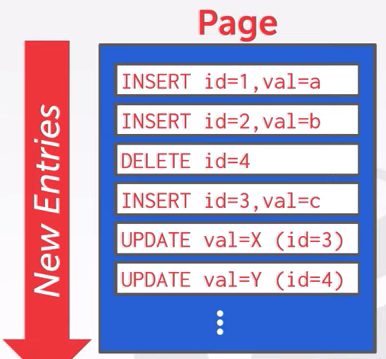 Page
New Entries
INSERT id=1,val=a
INSERT id=2,val=b
DELETE id=4
INSERT id=3,val=c
UPDATE val=X (id=3)
UPDATE val=Y (id=4)
⋮